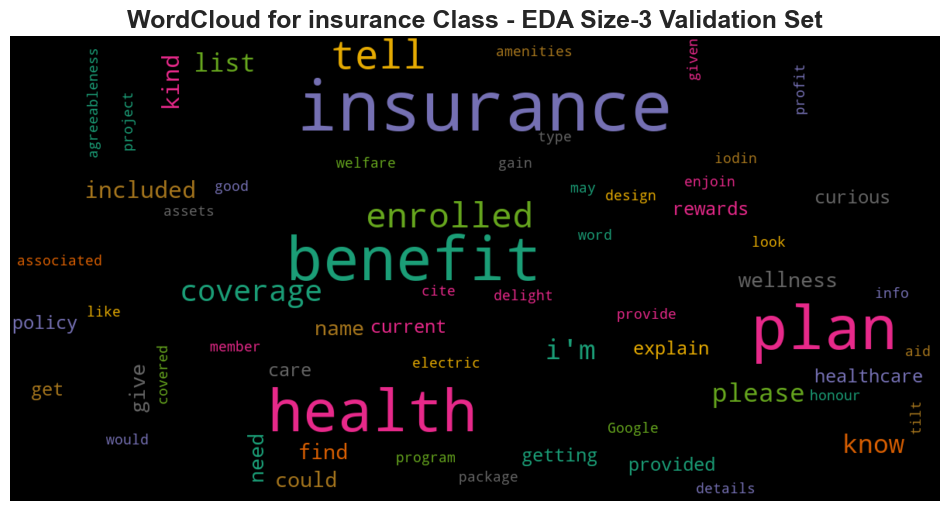 WordCloud for insurance Class - EDA Size-3 Validation Set
tell
amenities
given
list
kind
agreeableness
project
profit
insurance
type
welfare
gain
iodin
included
good
may
design
enjoin
curious
assets
enrolled
rewards
word
look
benefit
associated
wellness
coverage
cite
delight
info
like
policy
name
current
provide
plan
member
i'm
explain
aid
covered
electric
care
healthcare
get
give
health
please
honour
tilt
would
Google
know
need
find
program
getting
provided
could
package
details